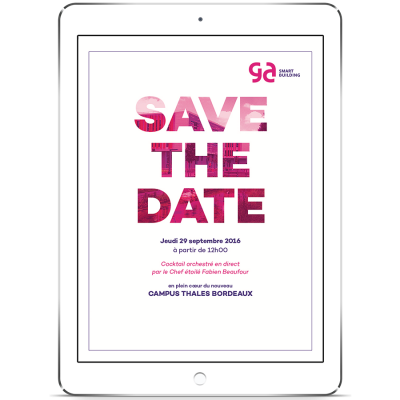 ga SMART
BUILDING
SAVE
THE
DATE
Jeudi 29 septembre 2016
à partir de 12h00
Cocktail orchestré en direct
par le Chef étoilé Fabien Beaufour
en plein cœur du nouveau
CAMPUS THALES BORDEAUX